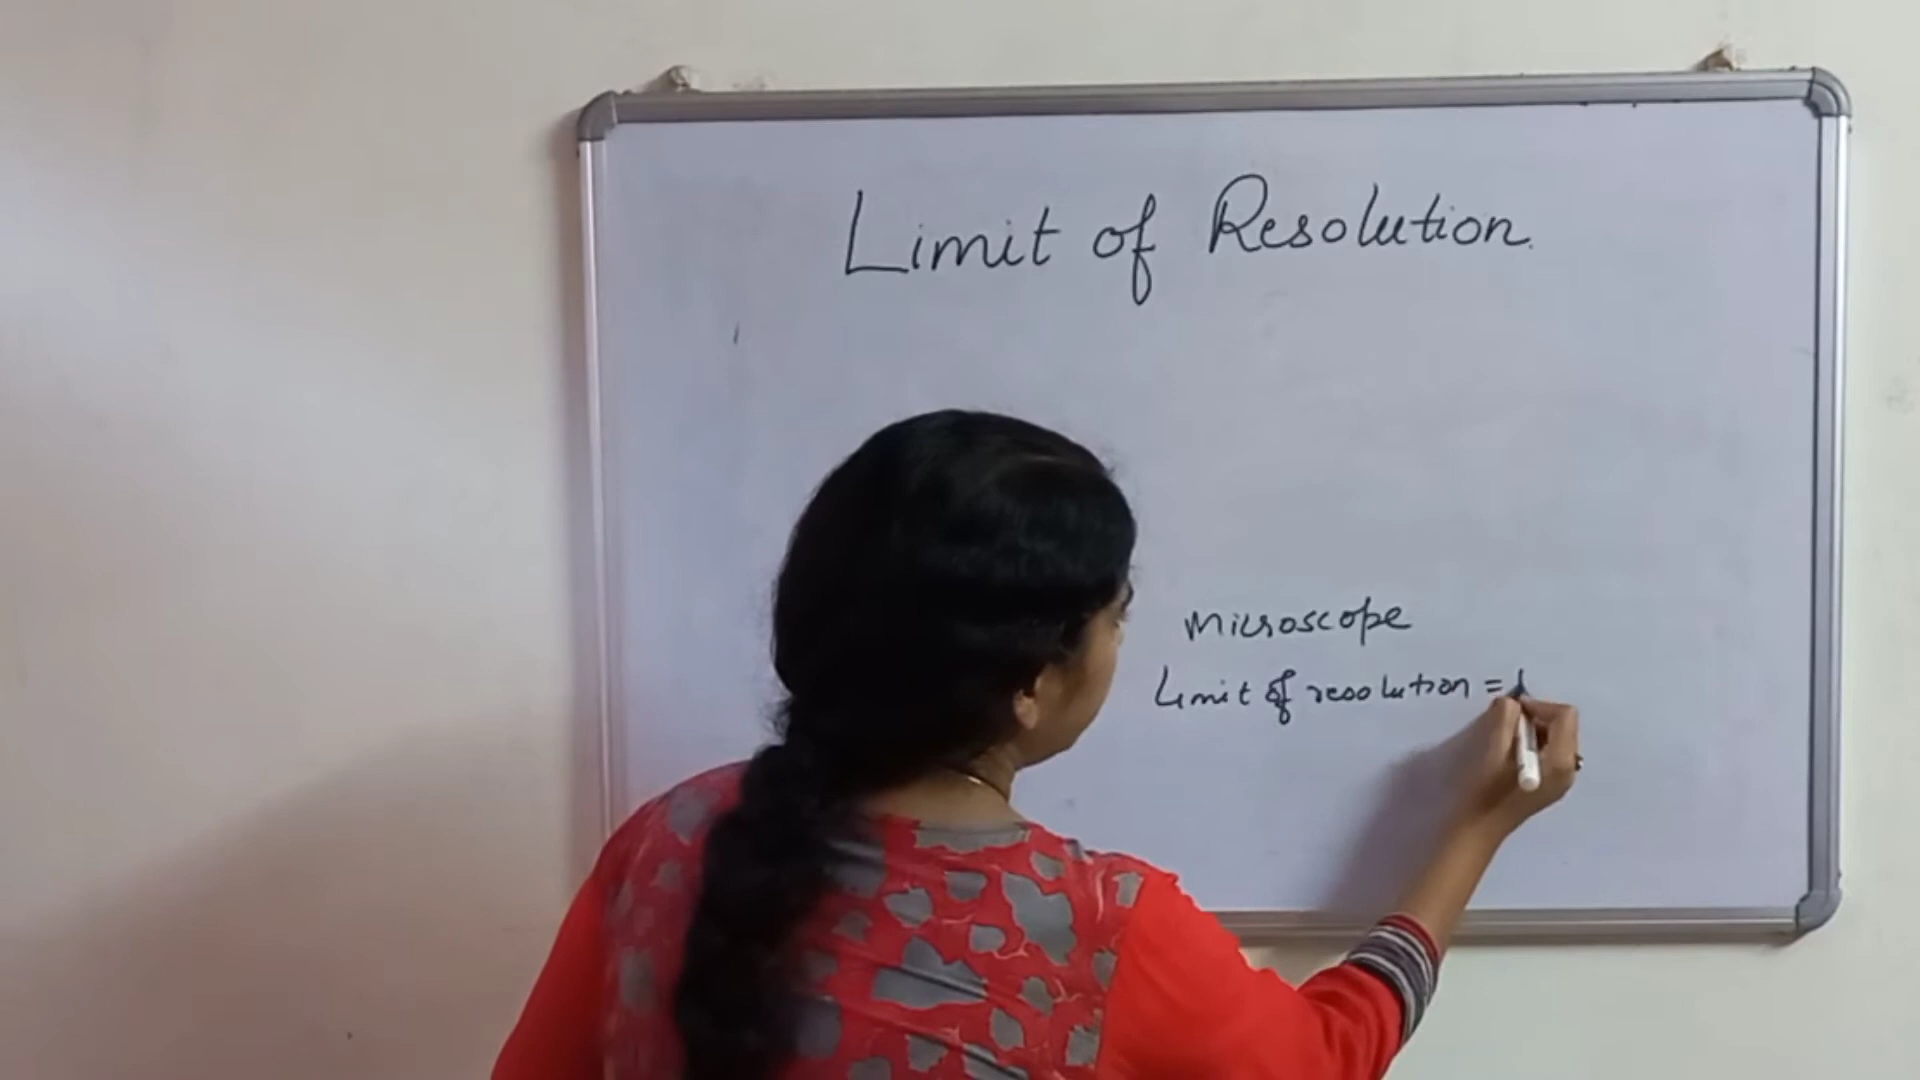 Limit of Resolution.
Microscope
Limit of resolution =